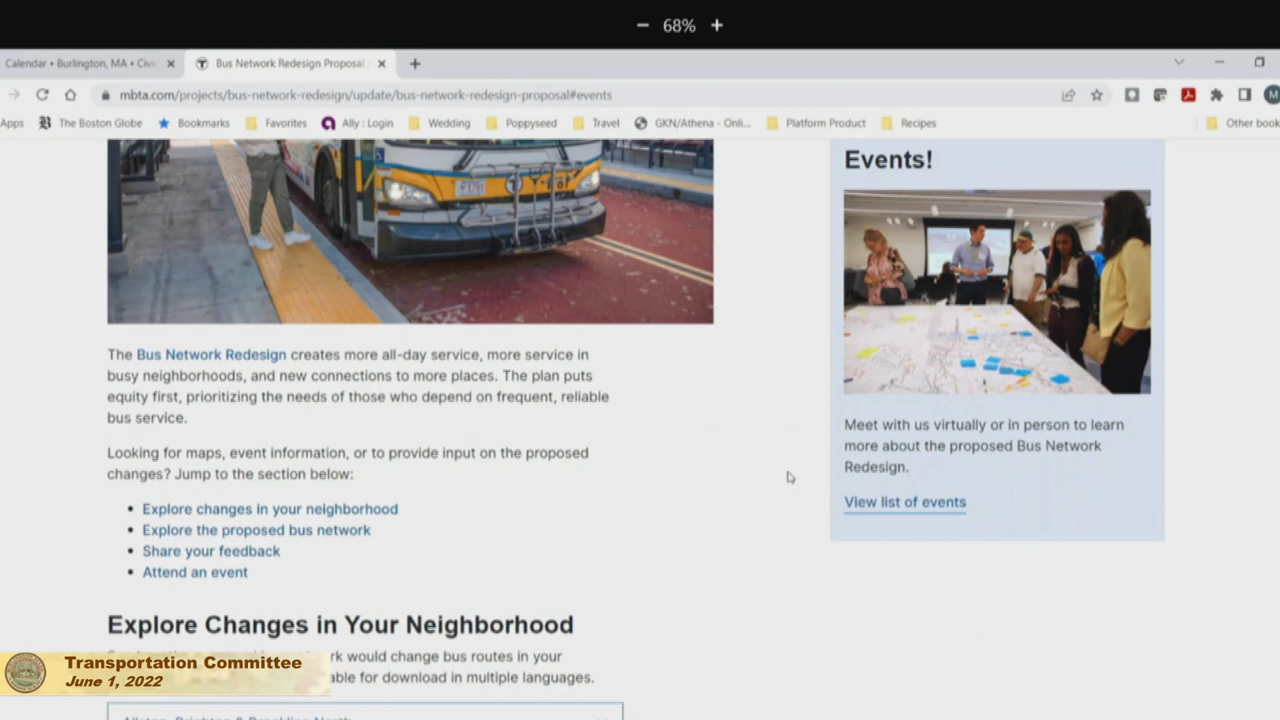 68%
Calendar • Burlington, MA • Civic
Bus Network Redesign Proposal
mbta.com/projects/bus-network-redesign/update/bus-network-redesign-proposal#events
Apps
The Boston Globe
Bookmarks
Favorites
Ally : Login
Wedding
Poppyseed
Travel
GKN/Athena - Onli...
Platform Product
Recipes
Other book
The Bus Network Redesign creates more all-day service, more service in
busy neighborhoods, and new connections to more places. The plan puts
equity first, prioritizing the needs of those who depend on frequent, reliable
bus service.
Looking for maps, event information, or to provide input on the proposed
changes? Jump to the section below:
• Explore changes in your neighborhood
• Explore the proposed bus network
• Share your feedback
• Attend an event
Explore Changes in Your Neighborhood
would change bus routes in your
for download in multiple languages.
Allston, Brighton & Brookline North
Events!
Meet with us virtually or in person to learn
more about the proposed Bus Network
Redesign.
View list of events
Transportation Committee
June 1, 2022